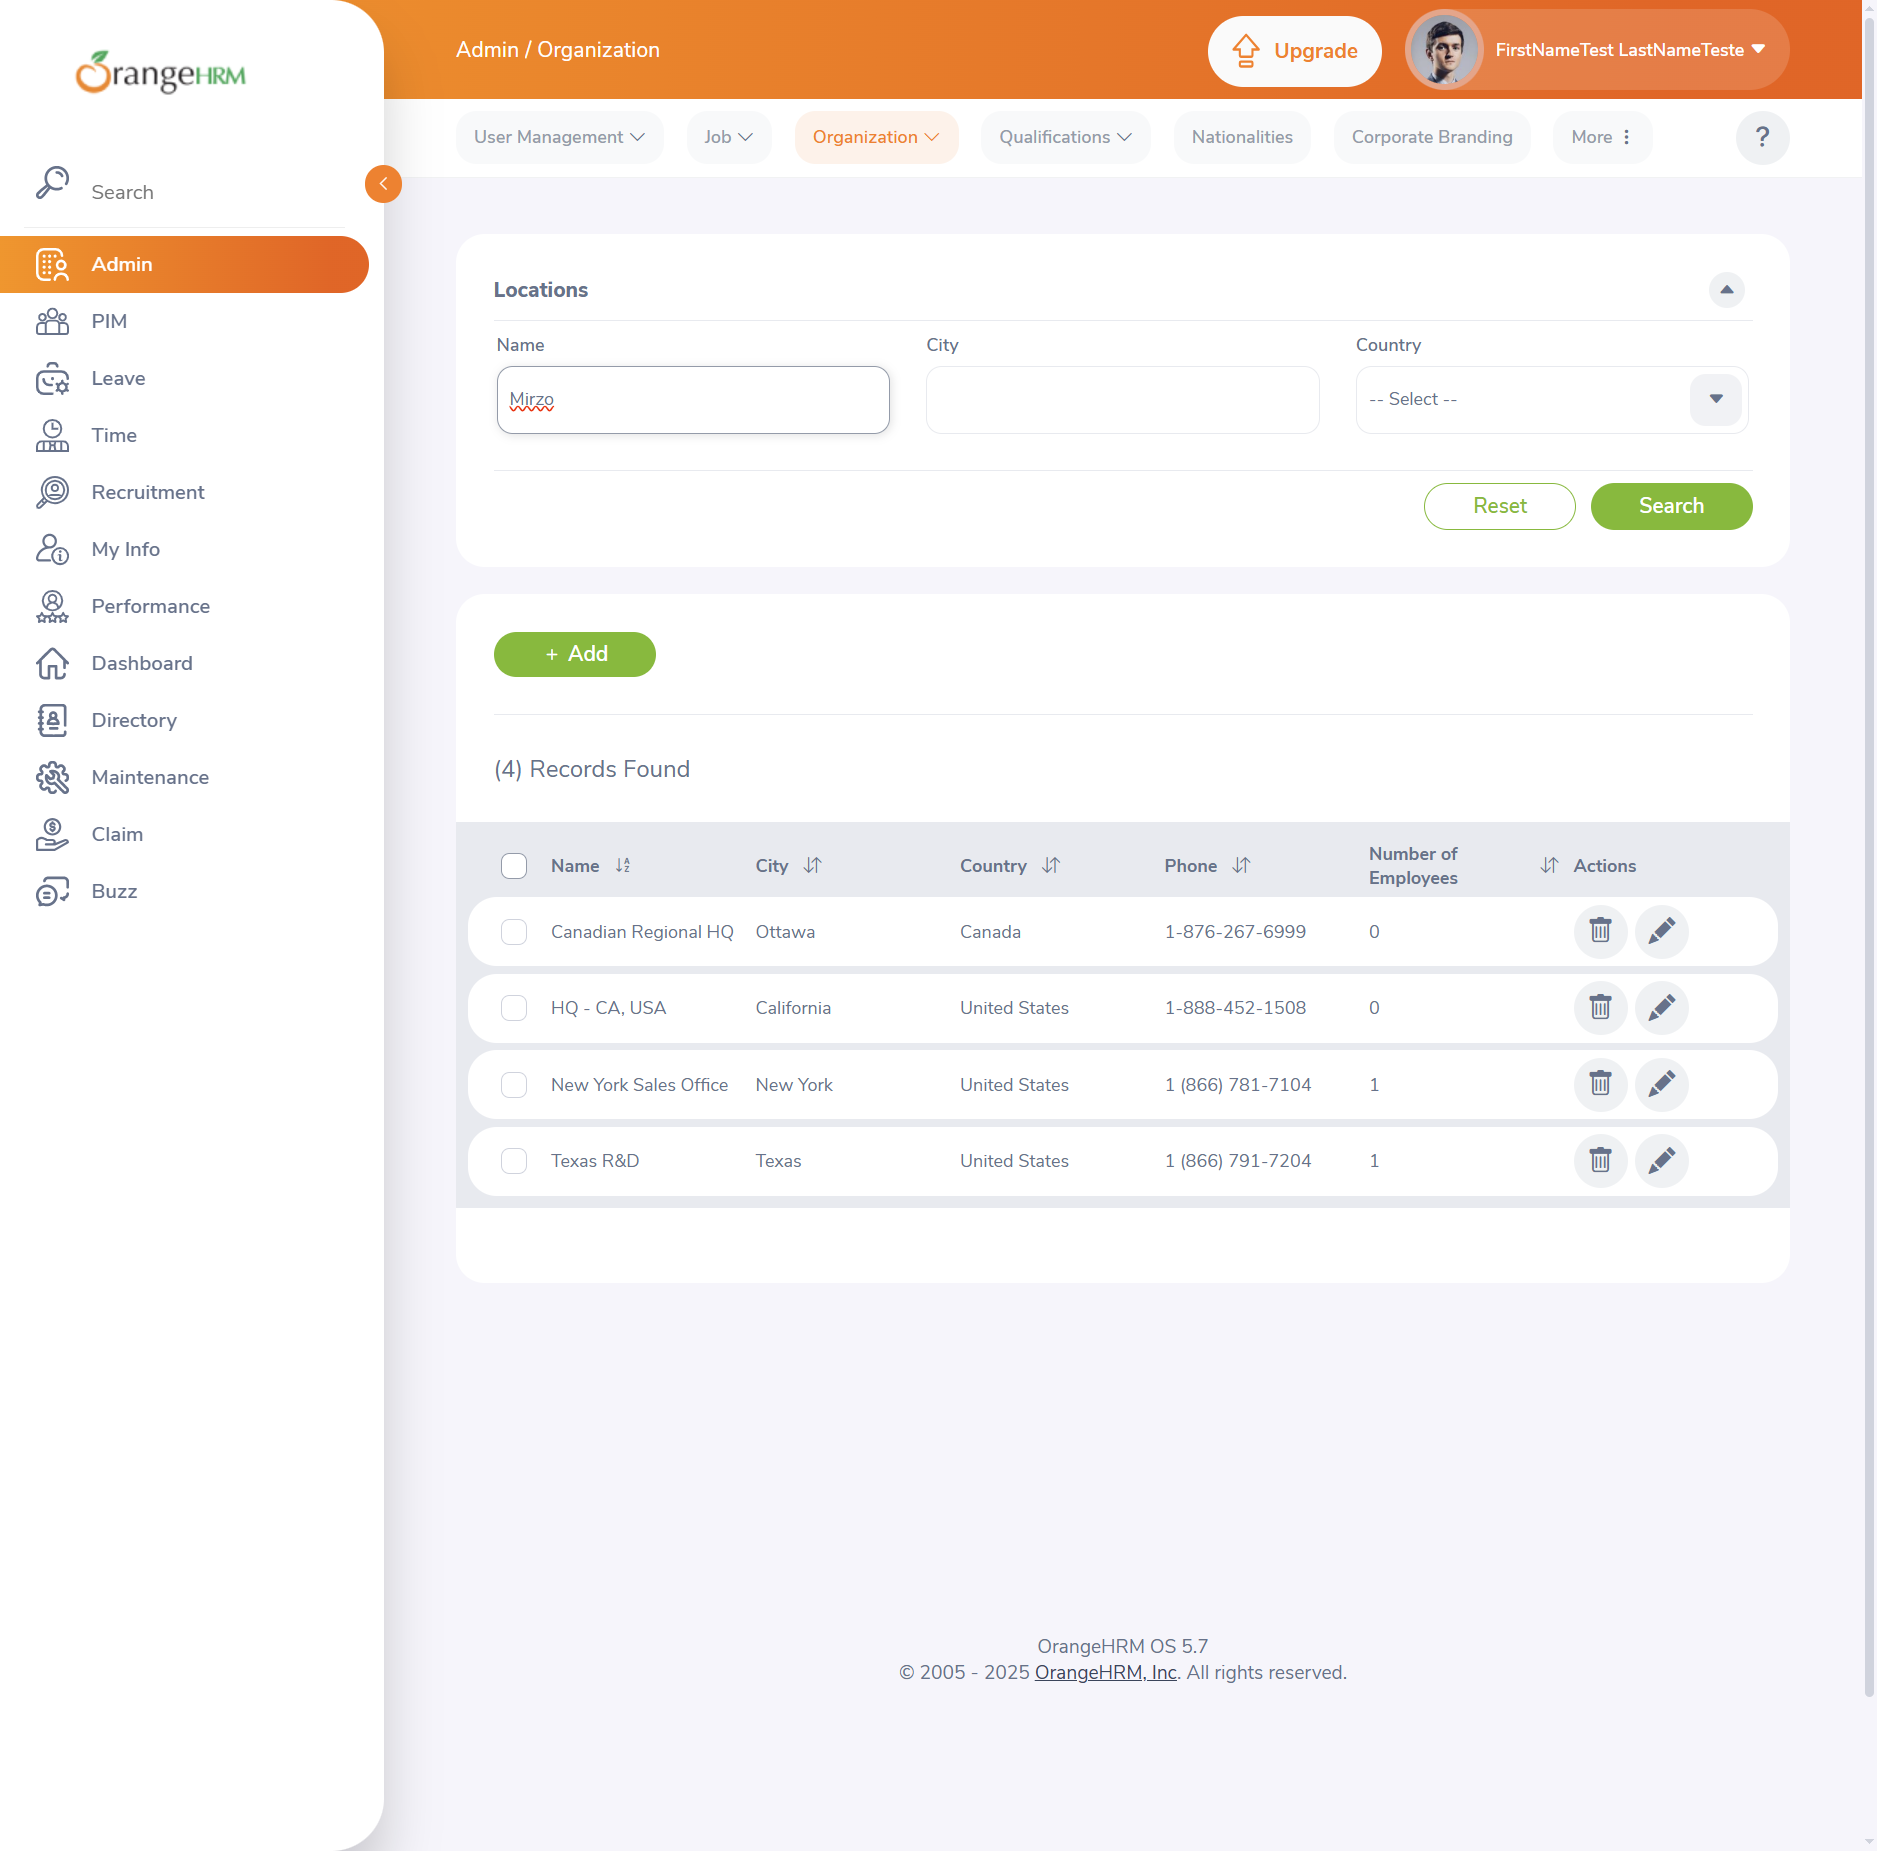 OrangeHRM
Admin / Organization
Upgrade
FirstNameTest LastNameTeste
User Management
Job
Organization
Qualifications
Nationalities
Corporate Branding
More
?
Search
Admin
PIM
Leave
Time
Recruitment
My Info
Performance
Dashboard
Directory
Maintenance
Claim
Buzz
Locations
Name City Country
Mirzo -- Select --
Reset Search
+ Add
(4) Records Found
Name City Country Phone Number of Employees Actions
Canadian Regional HQ Ottawa Canada 1-876-267-6999 0
HQ - CA, USA California United States 1-888-452-1508 0
New York Sales Office New York United States 1 (866) 781-7104 1
Texas R&D Texas United States 1 (866) 791-7204 1
OrangeHRM OS 5.7
© 2005 - 2025 OrangeHRM, Inc. All rights reserved.